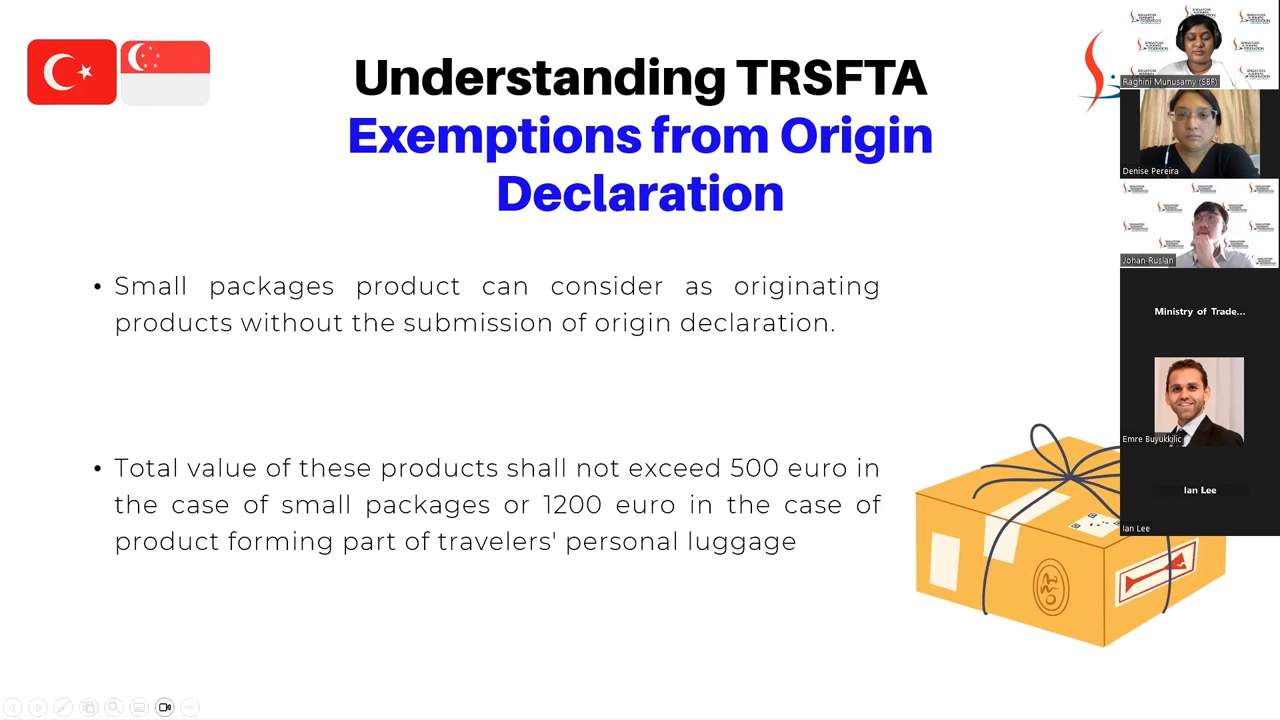 Understanding TRSFTA
Exemptions from Origin
Declaration
• Small packages product can consider as originating
products without the submission of origin declaration.
• Total value of these products shall not exceed 500 euro in
the case of small packages or 1200 euro in the case of
product forming part of travelers' personal luggage
Raghini Munusamy (SBF)
Denise Pereira
Johan Ruslan
Ministry of Trade...
Emre Buyukkilic
Ian Lee
Ian Lee